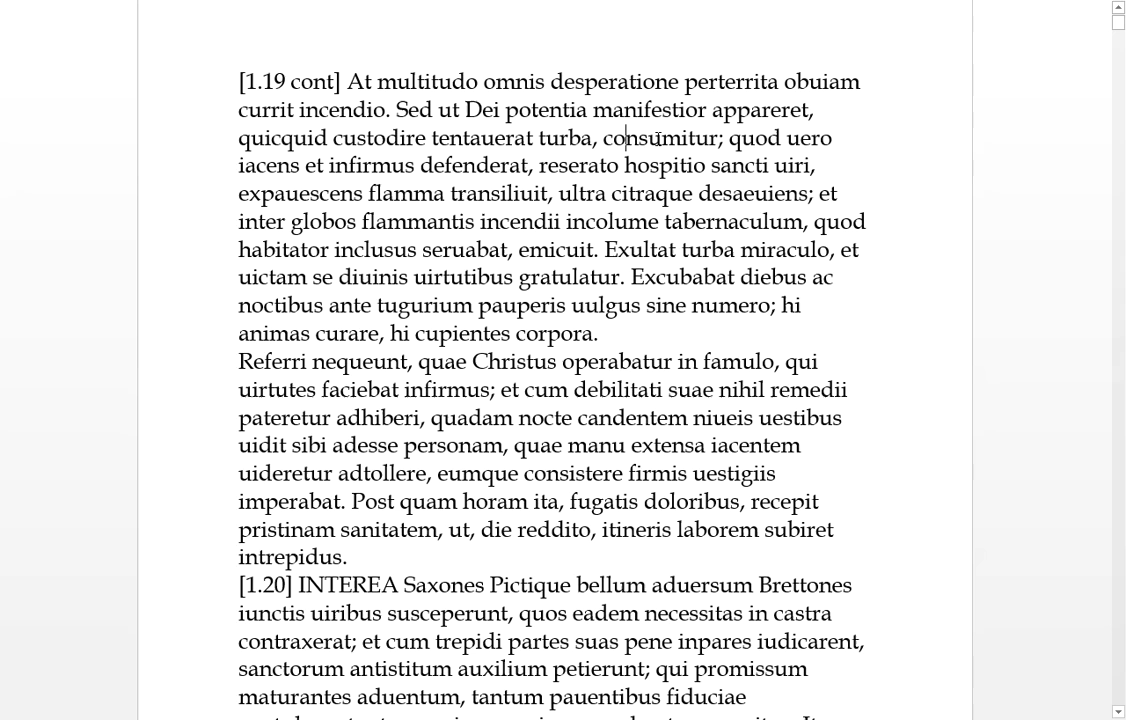 [1.19 cont] At multitudo omnis desperatione perterrita obuiam
currit incendio. Sed ut Dei potentia manifestior appareret,
quicquid custodire tentauerat turba, consumitur; quod uero
iacens et infirmus defenderat, reserato hospitio sancti uiri,
expauescens flamma transiliuit, ultra citraque desaeuiens; et
inter globos flammantis incendii incolume tabernaculum, quod
habitator inclusus seruabat, emicuit. Exultat turba miraculo, et
uictam se diuinis uirtutibus gratulatur. Excubabat diebus ac
noctibus ante tugurium pauperis uulgus sine numero; hi
animas curare, hi cupientes corpora.
Referri nequeunt, quae Christus operabatur in famulo, qui
uirtutes faciebat infirmus; et cum debilitati suae nihil remedii
pateretur adhiberi, quadam nocte candentem niueis uestibus
uidit sibi adesse personam, quae manu extensa iacentem
uideretur adtollere, eumque consistere firmis uestigiis
imperabat. Post quam horam ita, fugatis doloribus, recepit
pristinam sanitatem, ut, die reddito, itineris laborem subiret
intrepidus.
[1.20] INTEREA Saxones Pictique bellum aduersum Brettones
iunctis uiribus susceperunt, quos eadem necessitas in castra
contraxerat; et cum trepidi partes suas pene inpares iudicarent,
sanctorum antistitum auxilium petierunt; qui promissum
maturantes aduentum, tantum pauentibus fiduciae